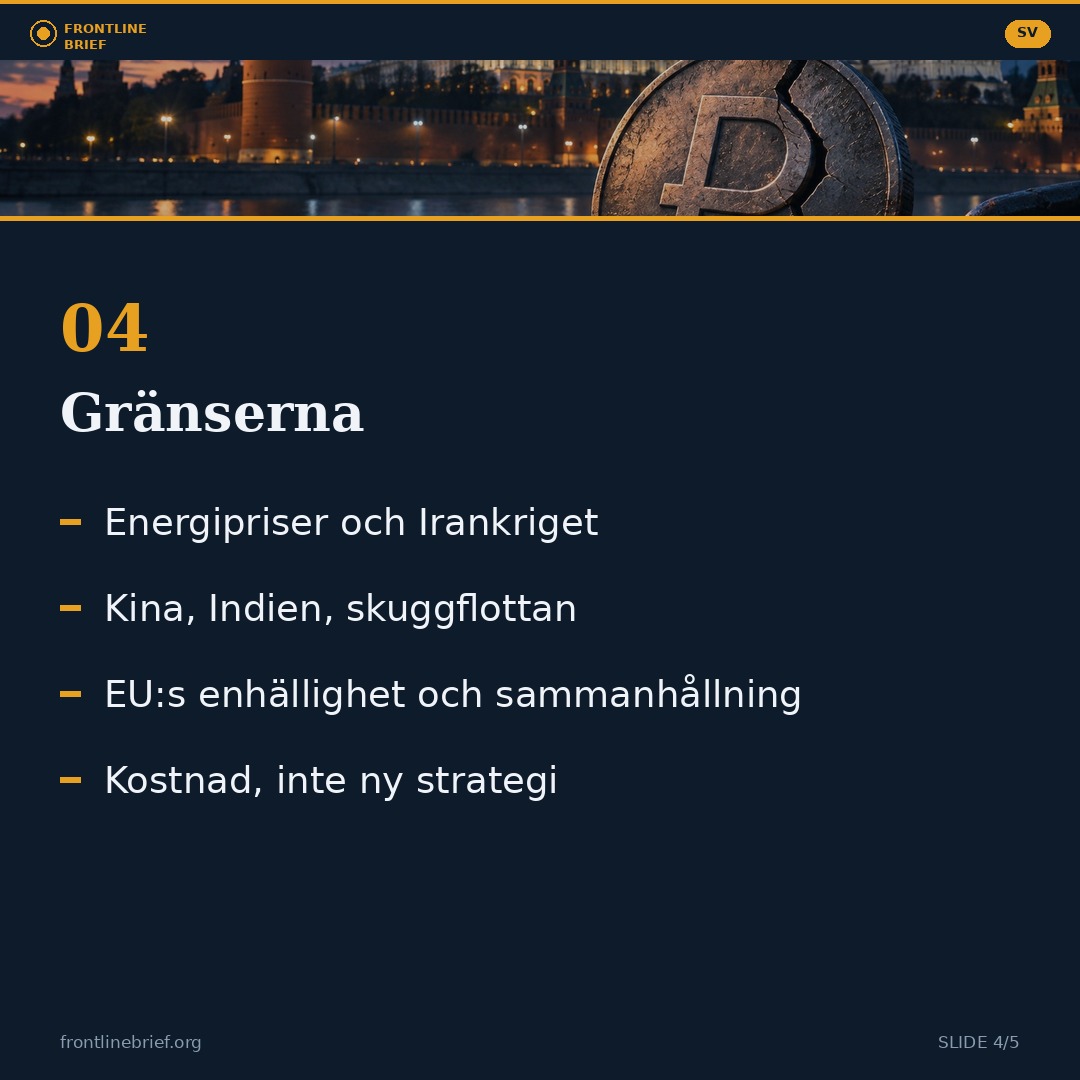 FRONTLINE
BRIEF
SV
04
Gränserna
Energipriser och Irankriget
Kina, Indien, skuggflottan
EU:s enhällighet och sammanhållning
Kostnad, inte ny strategi
frontlinebrief.org
SLIDE 4/5